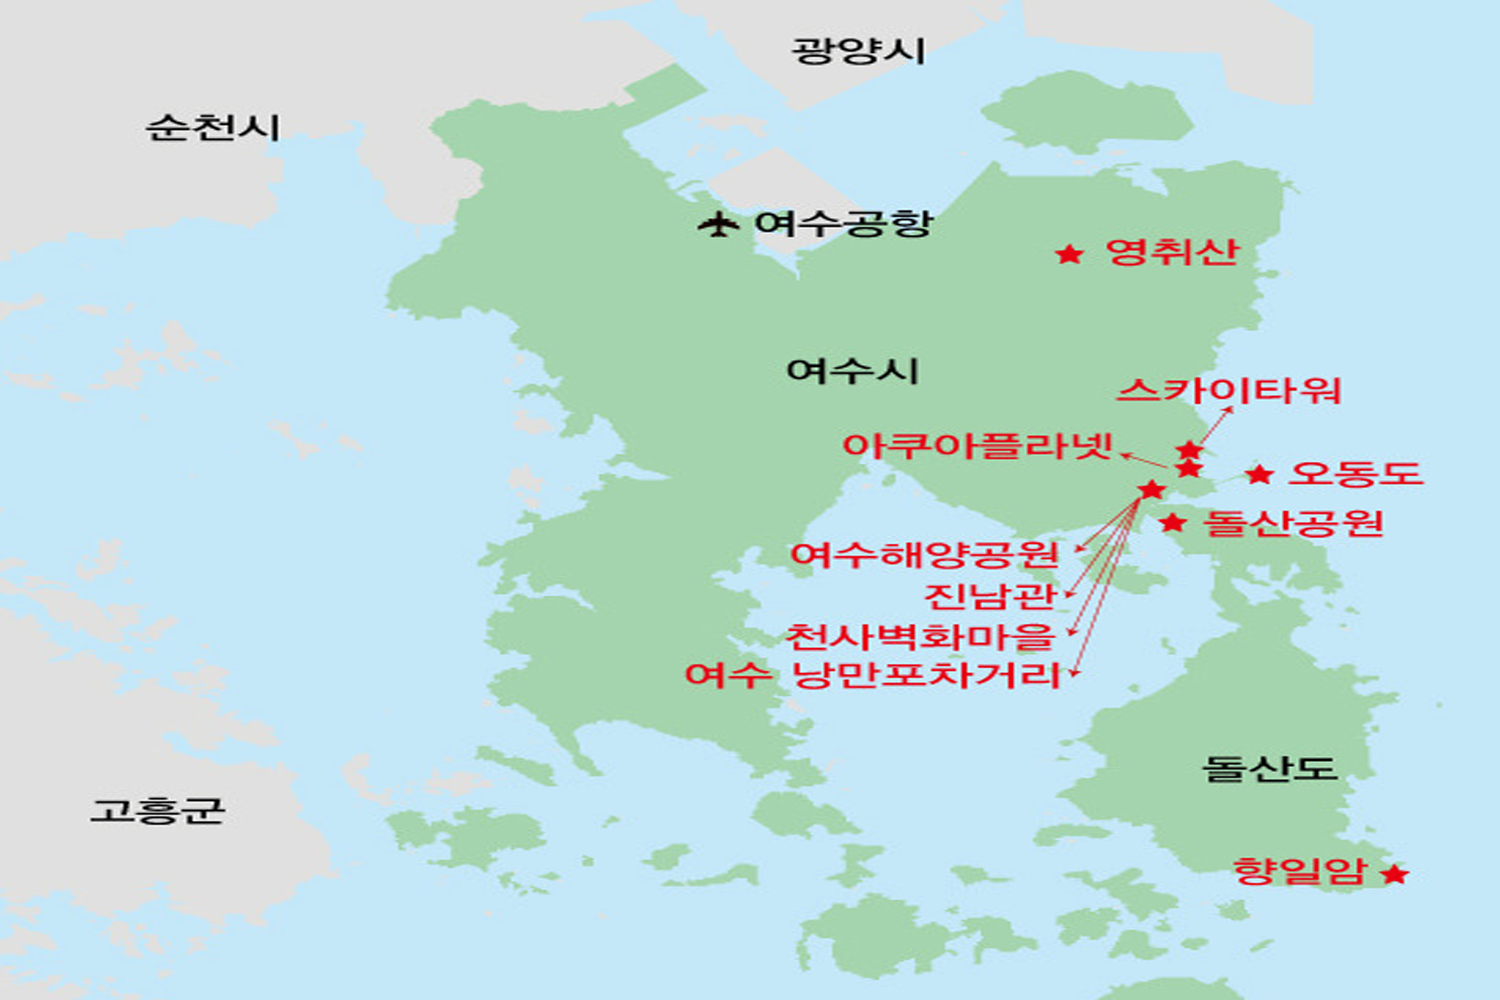 광양시
순천시
여수공항
영취산
여수시
스카이타워
아쿠아플라넷
오동도
돌산공원
여수해양공원
진남관
천사벽화마을
여수 낭만포차거리
돌산도
고흥군
향일암